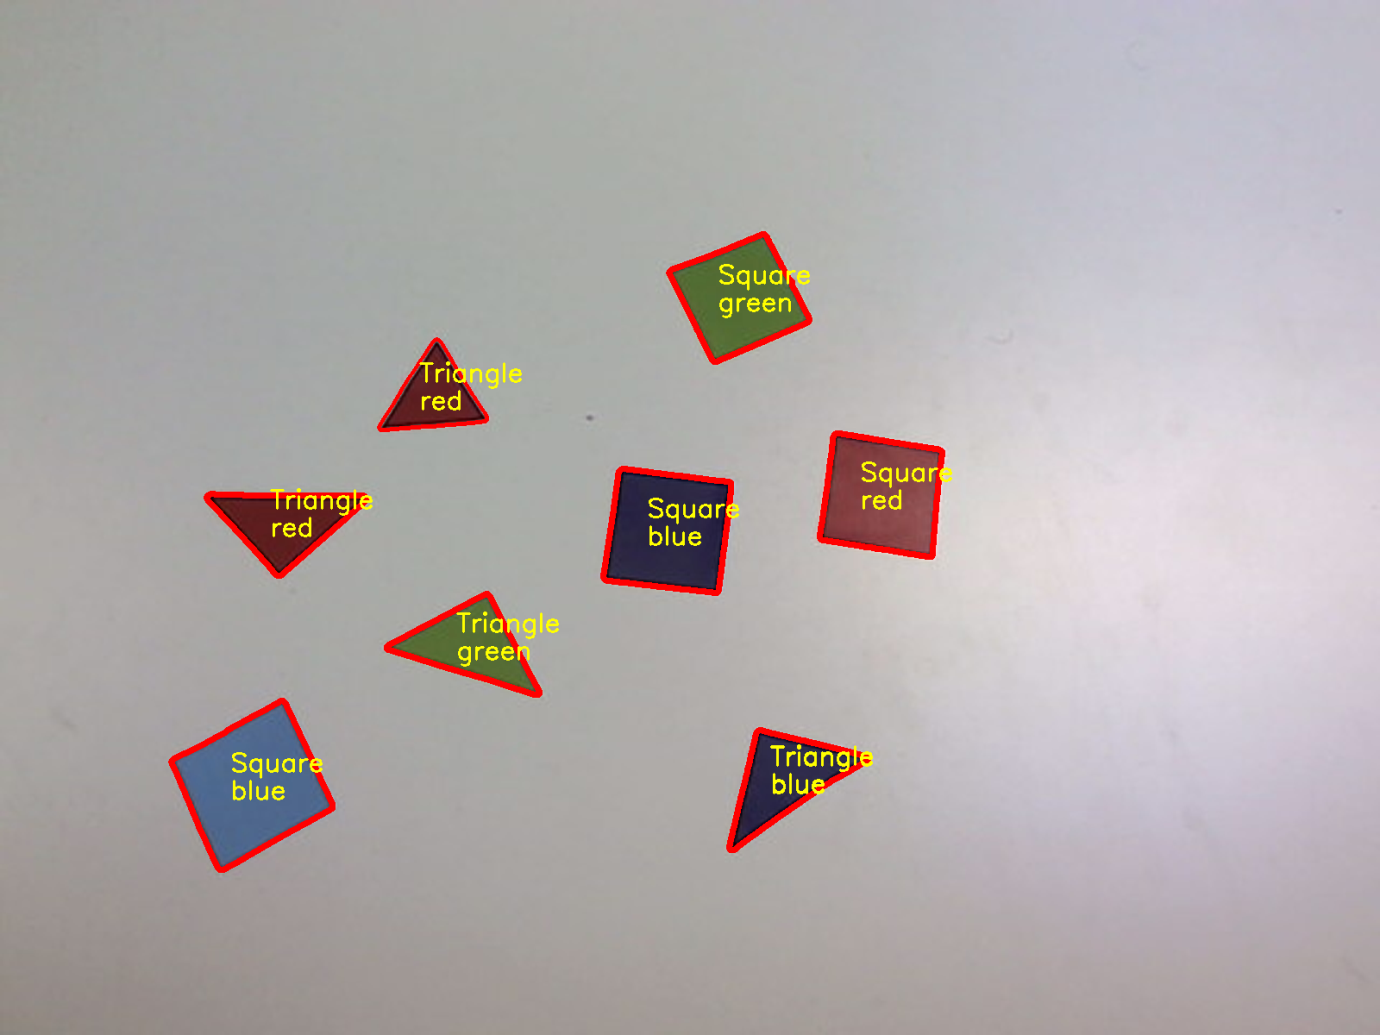 Square
green
Triangle
red
Square
red
Triangle
red
Square
blue
Triangle
green
Square
blue
Triangle
blue